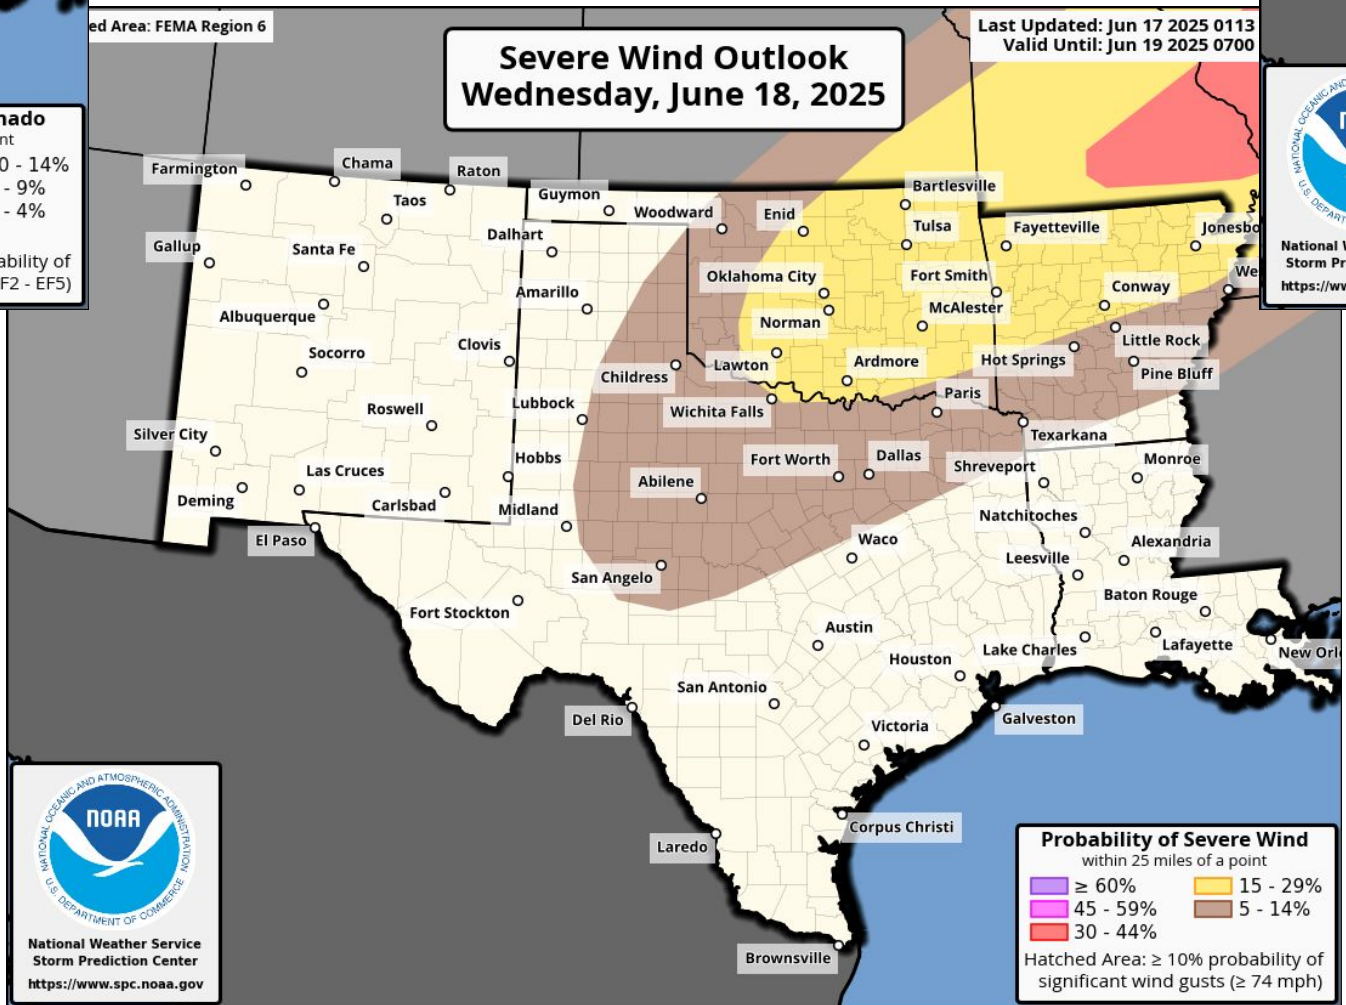 ed Area: FEMA Region 6
Severe Wind Outlook
Wednesday, June 18, 2025
Last Updated: Jun 17 2025 0113
Valid Until: Jun 19 2025 0700
nado
nt
0 - 14%
- 9%
- 4%
ability of
F2 - EF5)
Farmington
Chama
Raton
Taos
Guymon
Woodward
Enid
Bartlesville
Gallup
Santa Fe
Dalhart
Tulsa
Fayetteville
Jonesbo
Oklahoma City
Fort Smith
We
Amarillo
Conway
Albuquerque
Norman
McAlester
Socorro
Clovis
Childress
Lawton
Ardmore
Hot Springs
Little Rock
Pine Bluff
Roswell
Lubbock
Wichita Falls
Paris
Silver City
Texarkana
Las Cruces
Hobbs
Fort Worth
Dallas
Shreveport
Monroe
Deming
Carlsbad
Midland
Abilene
Natchitoches
El Paso
San Angelo
Waco
Leesville
Alexandria
Fort Stockton
Baton Rouge
Austin
Lake Charles
Lafayette
New Orl
Houston
San Antonio
Del Rio
Victoria
Galveston
Laredo
Corpus Christi
Brownsville
NATIONAL OCEANIC AND ATMOSPHERIC ADMINISTRATION
NOAA
U.S. DEPARTMENT OF COMMERCE
National Weather Service
Storm Prediction Center
https://www.spc.noaa.gov
Probability of Severe Wind
within 25 miles of a point
≥ 60%
15 - 29%
45 - 59%
5 - 14%
30 - 44%
Hatched Area: ≥ 10% probability of
significant wind gusts (≥ 74 mph)
National W
Storm Pr
https://ww